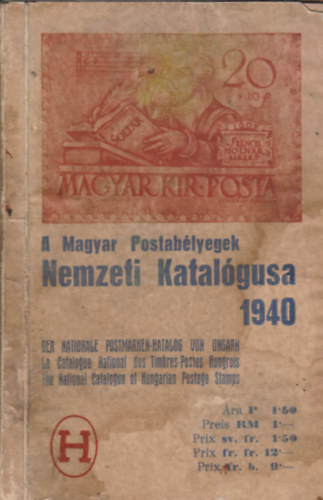 20
+10f
MAGYAR·KIR·POSTA
A Magyar Postabélyegek
Nemzeti Katalógusa
1940
DER NATIONALE POSTMARKEN-KATALOG VON UNGARN
Le Catalogue National des Timbres-Postes Hongrois
The National Catalogue of Hungarian Postage Stamps
Ára P 1·60
Preis RM 1·—
Prix sv. fr. 1·50
Prix fr. fr. 12·—
Prix fr. b. 9·—
H